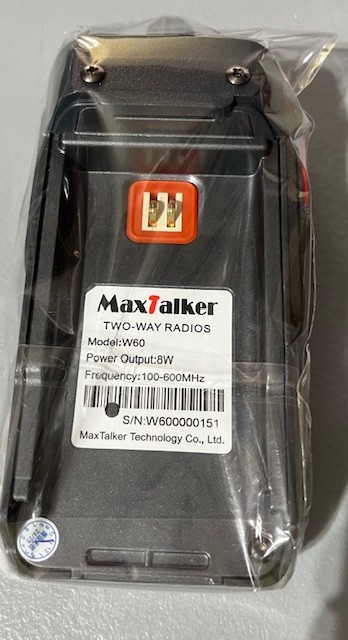 MaxTalker
TWO-WAY RADIOS
Model:W60
Power Output:8W
Frequency:100-600MHz
S/N:W600000151
MaxTalker Technology Co., Ltd.